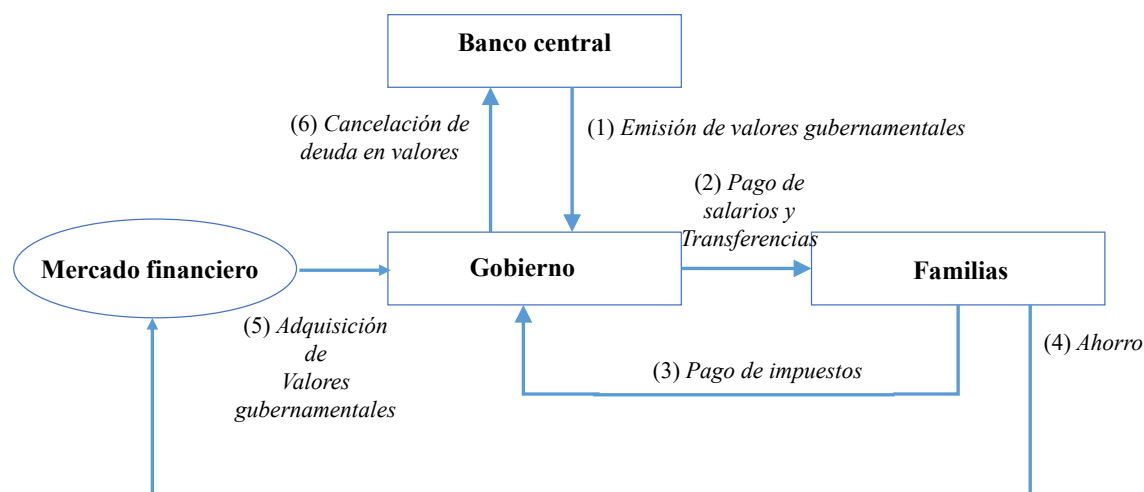 Banco central
(6) Cancelación de
deuda en valores
(1) Emisión de valores gubernamentales
(2) Pago de
salarios y
Transferencias
Mercado financiero
Gobierno
Familias
(5) Adquisición
de
Valores
gubernamentales
(4) Ahorro
(3) Pago de impuestos